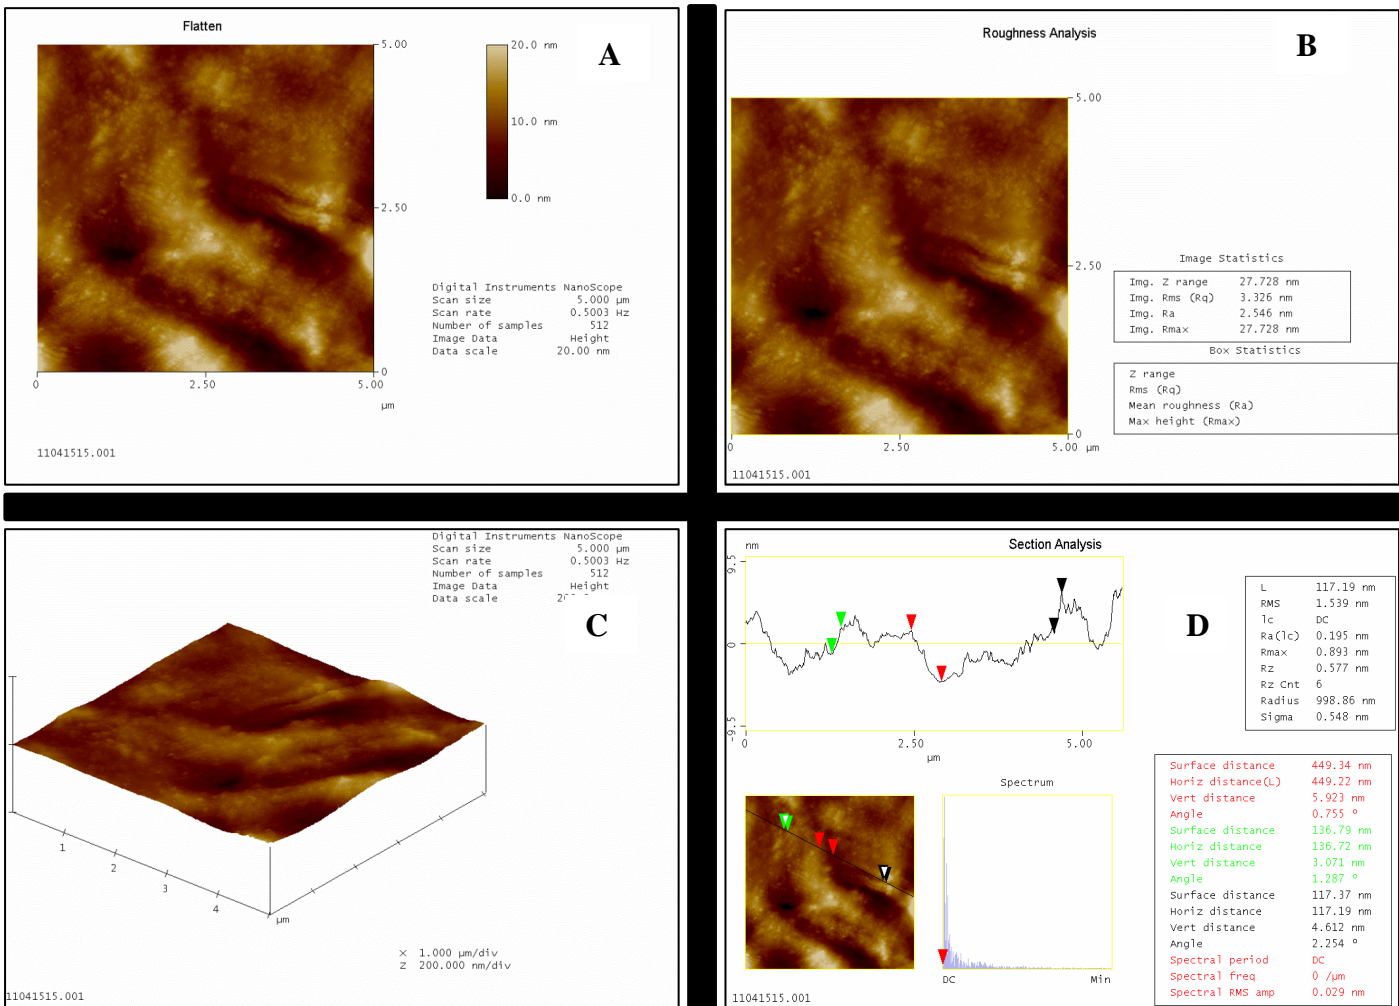 Flatten
A
5.00
2.50
0
20.0 nm
10.0 nm
0.0 nm
Digital Instruments NanoScope
Scan size 5.000 µm
Scan rate 0.5003 Hz
Number of samples 512
Image Data Height
Data scale 20.00 nm
0 2.50 5.00
µm
11041515.001
Roughness Analysis
B
5.00
2.50
0
Image Statistics
Img. Z range 27.728 nm
Img. Rms (Rq) 3.326 nm
Img. Ra 2.546 nm
Img. Rmax 27.728 nm
Box Statistics
Z range
Rms (Rq)
Mean roughness (Ra)
Max height (Rmax)
0 2.50 5.00 µm
11041515.001
Digital Instruments NanoScope
Scan size 5.000 µm
Scan rate 0.5003 Hz
Number of samples 512
Image Data Height
Data scale
C
1
2
3
4
µm
X 1.000 µm/div
Z 200.000 nm/div
11041515.001
Section Analysis
D
nm
9.5
0
-9.5
0 2.50 5.00
µm
L 117.19 nm
RMS 1.539 nm
lc DC
Ra(lc) 0.195 nm
Rmax 0.893 nm
Rz 0.577 nm
Rz Cnt 6
Radius 998.86 nm
Sigma 0.548 nm
Spectrum
DC Min
Surface distance 449.34 nm
Horiz distance(L) 449.22 nm
Vert distance 5.923 nm
Angle 0.755 °
Surface distance 136.79 nm
Horiz distance 136.72 nm
Vert distance 3.071 nm
Angle 1.287 °
Surface distance 117.37 nm
Horiz distance 117.19 nm
Vert distance 4.612 nm
Angle 2.254 °
Spectral period DC
Spectral freq 0 /µm
Spectral RMS amp 0.029 nm
11041515.001